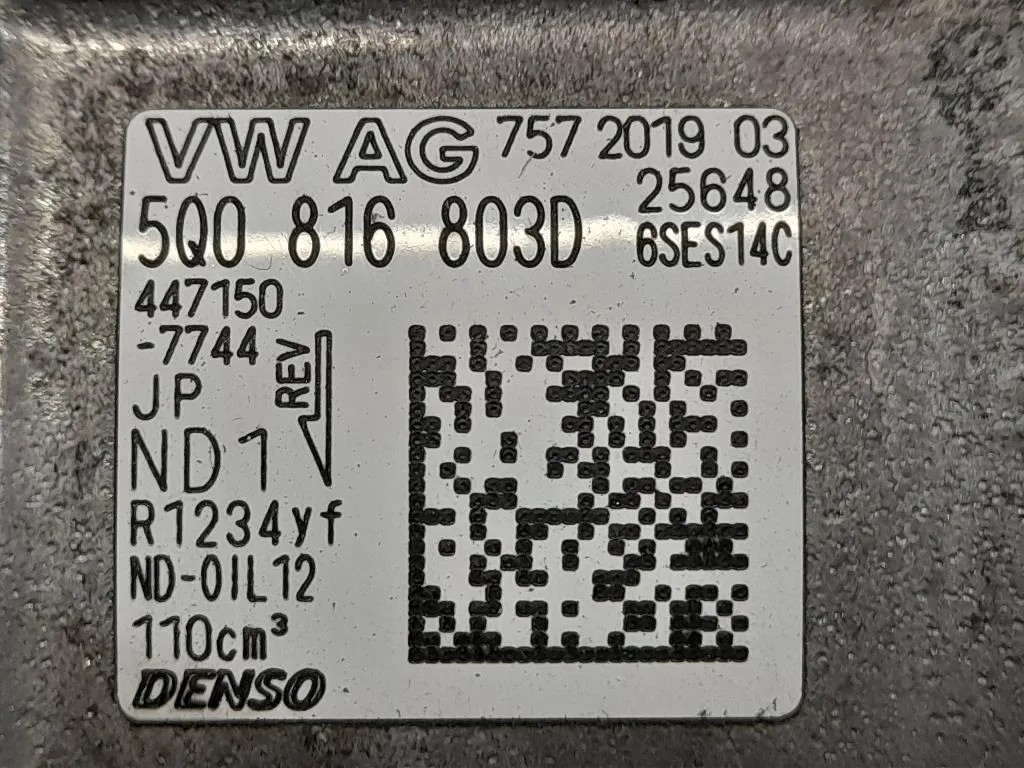 VW AG 757 2019 03
25648
5Q0 816 803D 6SES14C
447150
-7744
REV
JP
ND1
R1234yf
ND-OIL12
110cm³
DENSO